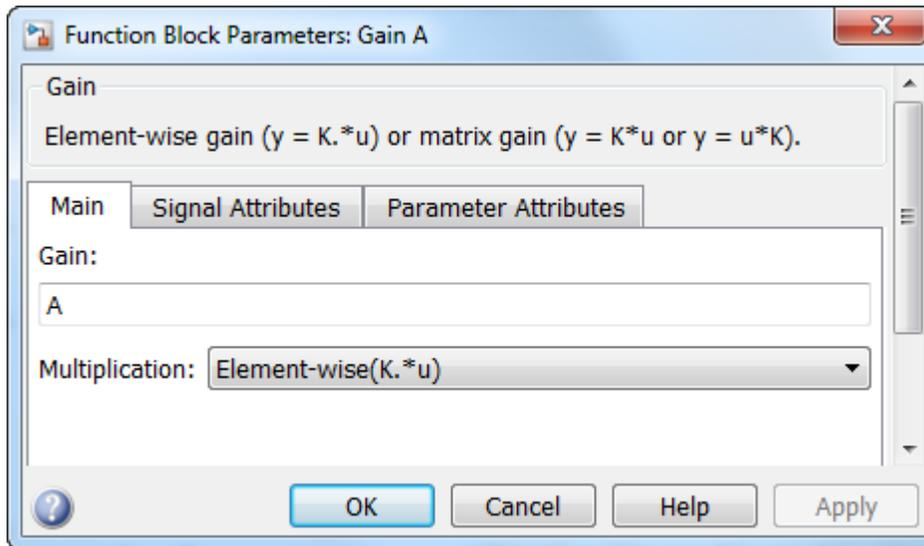 Function Block Parameters: Gain A
Gain
Element-wise gain (y = K.*u) or matrix gain (y = K*u or y = u*K).
Main Signal Attributes Parameter Attributes
Gain:
A
Multiplication: Element-wise(K.*u)
OK Cancel Help Apply